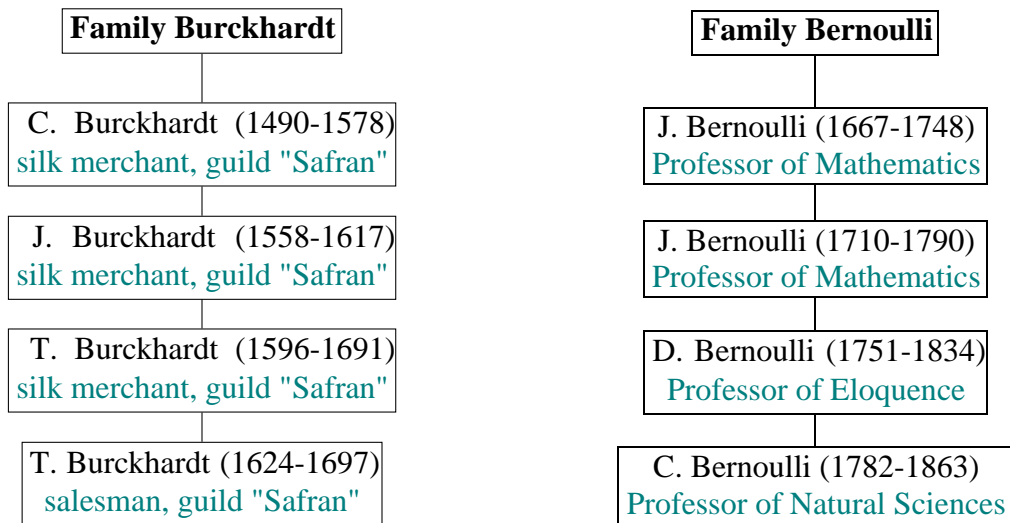 Family Burckhardt
C. Burckhardt (1490-1578)
silk merchant, guild "Safran"
J. Burckhardt (1558-1617)
silk merchant, guild "Safran"
T. Burckhardt (1596-1691)
silk merchant, guild "Safran"
T. Burckhardt (1624-1697)
salesman, guild "Safran"
Family Bernoulli
J. Bernoulli (1667-1748)
Professor of Mathematics
J. Bernoulli (1710-1790)
Professor of Mathematics
D. Bernoulli (1751-1834)
Professor of Eloquence
C. Bernoulli (1782-1863)
Professor of Natural Sciences